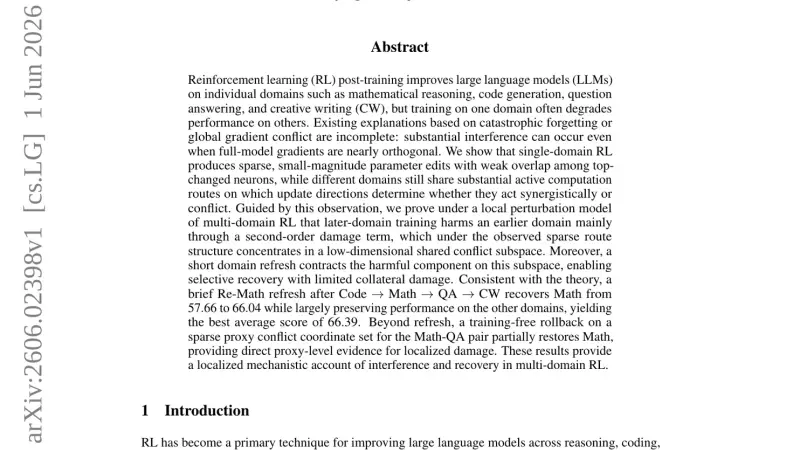 arXiv:2606.02398v1 [cs.LG] 1 Jun 2026
Abstract
Reinforcement learning (RL) post-training improves large language models (LLMs)
on individual domains such as mathematical reasoning, code generation, question
answering, and creative writing (CW), but training on one domain often degrades
performance on others. Existing explanations based on catastrophic forgetting or
global gradient conflict are incomplete: substantial interference can occur even
when full-model gradients are nearly orthogonal. We show that single-domain RL
produces sparse, small-magnitude parameter edits with weak overlap among top-
changed neurons, while different domains still share substantial active computation
routes on which update directions determine whether they act synergistically or
conflict. Guided by this observation, we prove under a local perturbation model
of multi-domain RL that later-domain training harms an earlier domain mainly
through a second-order damage term, which under the observed sparse route
structure concentrates in a low-dimensional shared conflict subspace. Moreover, a
short domain refresh contracts the harmful component on this subspace, enabling
selective recovery with limited collateral damage. Consistent with the theory, a
brief Re-Math refresh after Code → Math → QA → CW recovers Math from
57.66 to 66.04 while largely preserving performance on the other domains, yielding
the best average score of 66.39. Beyond refresh, a training-free rollback on a
sparse proxy conflict coordinate set for the Math-QA pair partially restores Math,
providing direct proxy-level evidence for localized damage. These results provide
a localized mechanistic account of interference and recovery in multi-domain RL.
1 Introduction
RL has become a primary technique for improving large language models across reasoning, coding,